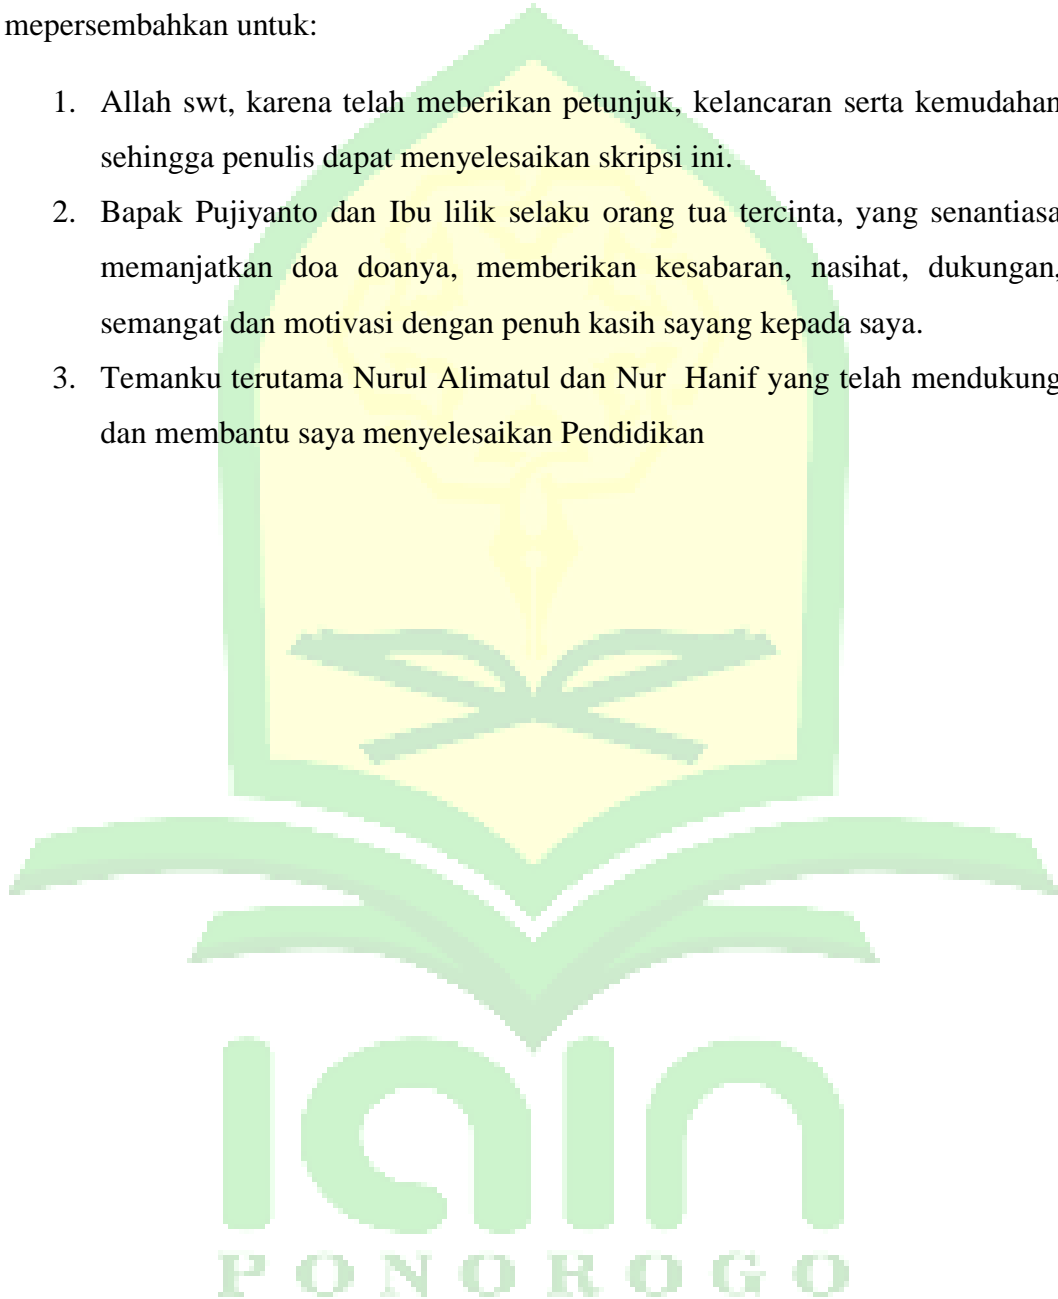 mepersembahkan untuk:
1. Allah swt, karena telah meberikan petunjuk, kelancaran serta kemudahan
sehingga penulis dapat menyelesaikan skripsi ini.
2. Bapak Pujiyanto dan Ibu lilik selaku orang tua tercinta, yang senantiasa
memanjatkan doa doanya, memberikan kesabaran, nasihat, dukungan,
semangat dan motivasi dengan penuh kasih sayang kepada saya.
3. Temanku terutama Nurul Alimatul dan Nur  Hanif yang telah mendukung
dan membantu saya menyelesaikan Pendidikan
iain
PONOROGO